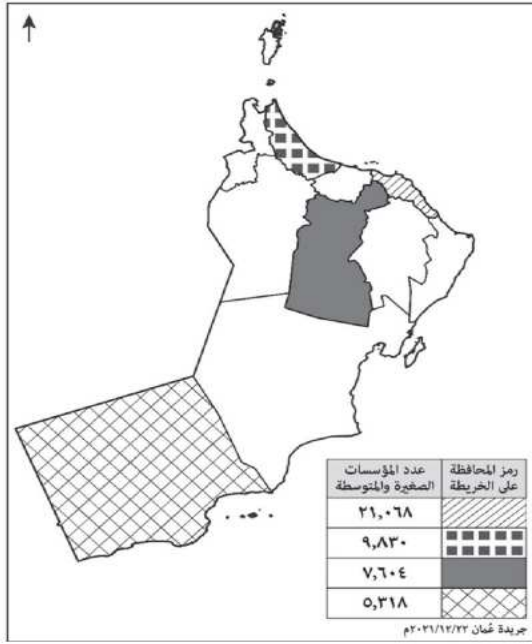 رمز المحافظة على الخريطة
عدد المؤسسات الصغيرة والمتوسطة
٢١,٠٦٨
٩,٨٣٠
٧,٦٠٤
٥,٣١٨
جريدة عُمان ٢٠٢١/١٢/٢٢م